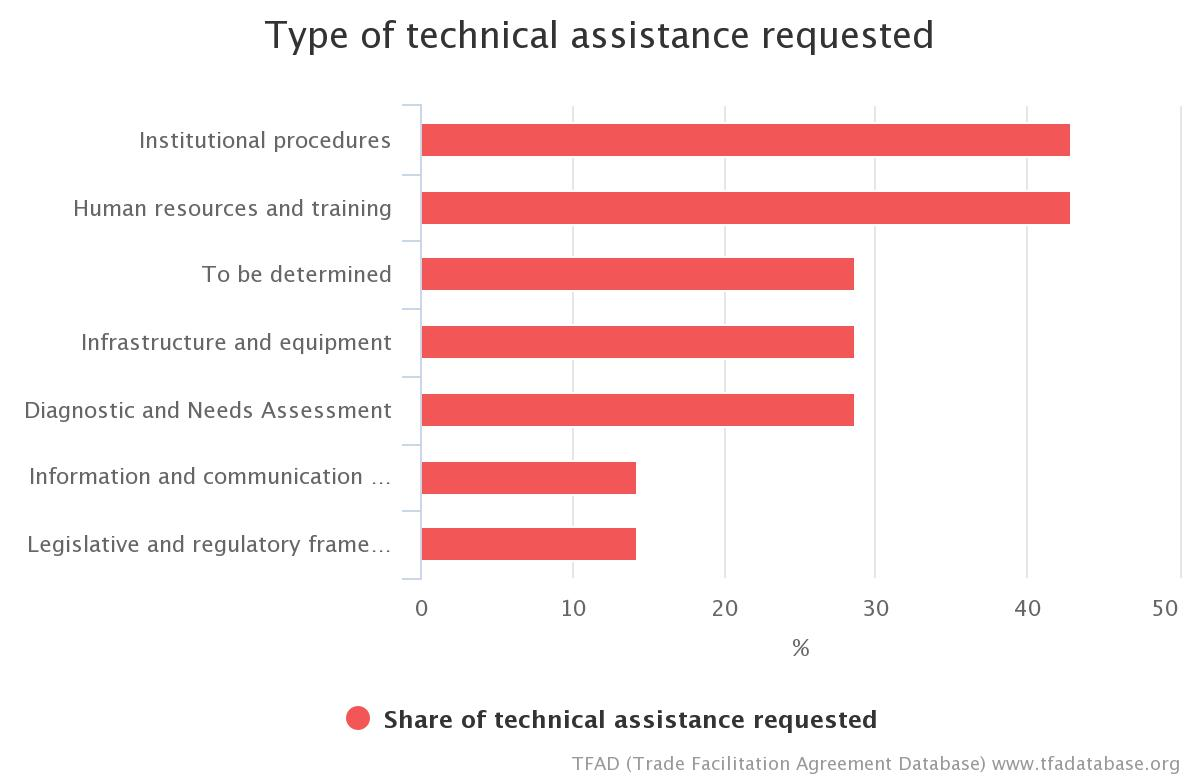 Type of technical assistance requested
Institutional procedures
Human resources and training
To be determined
Infrastructure and equipment
Diagnostic and Needs Assessment
Information and communication ...
Legislative and regulatory frame...
0 10 20 30 40 50
%
Share of technical assistance requested
TFAD (Trade Facilitation Agreement Database) www.tfadatabase.org